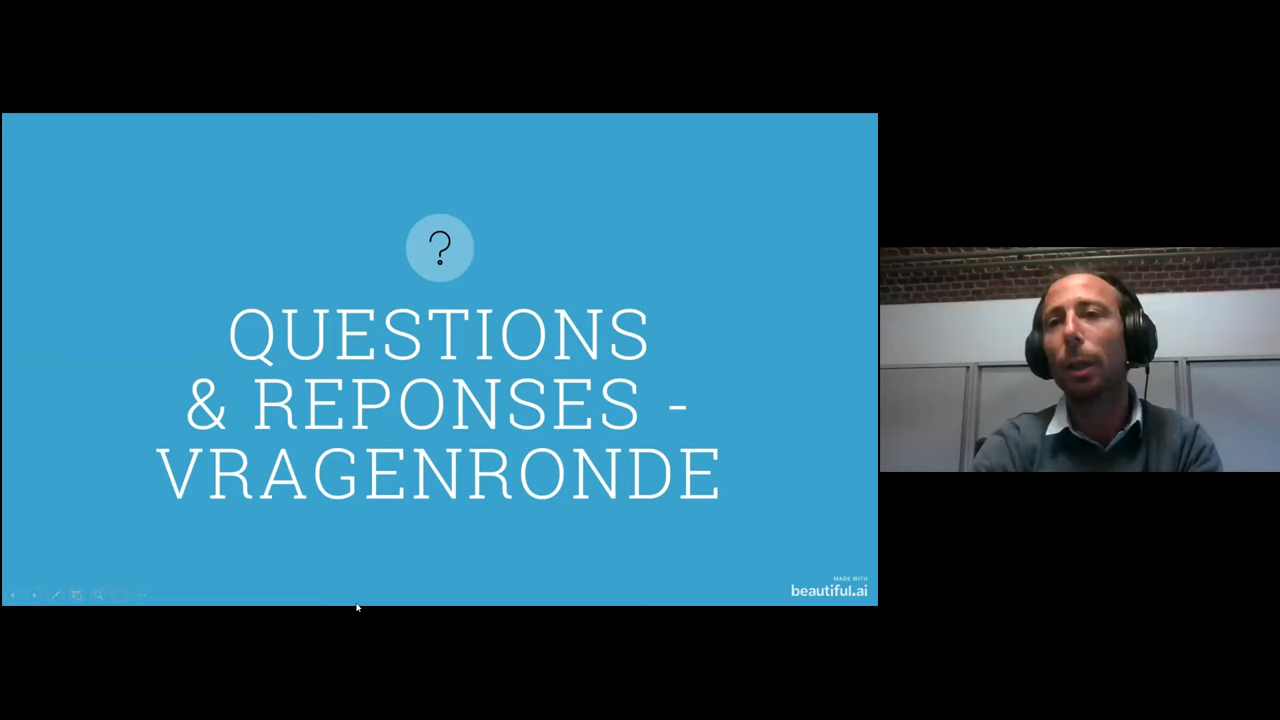 ?
QUESTIONS
& REPONSES -
VRAGENRONDE
MADE WITH
beautiful.ai